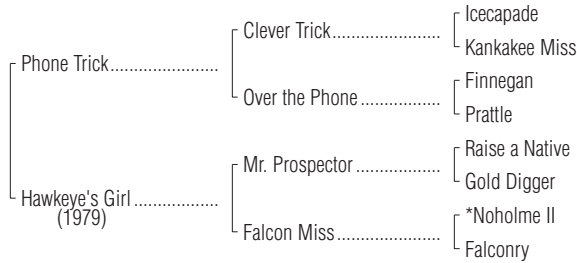 Icecapade
Clever Trick....................
Kankakee Miss
Phone Trick....................
Finnegan
Over the Phone ...............
Prattle
Raise a Native
Mr. Prospector ................
Gold Digger
Hawkeye's Girl ...............
(1979)
*Noholme II
Falcon Miss...................
Falconry